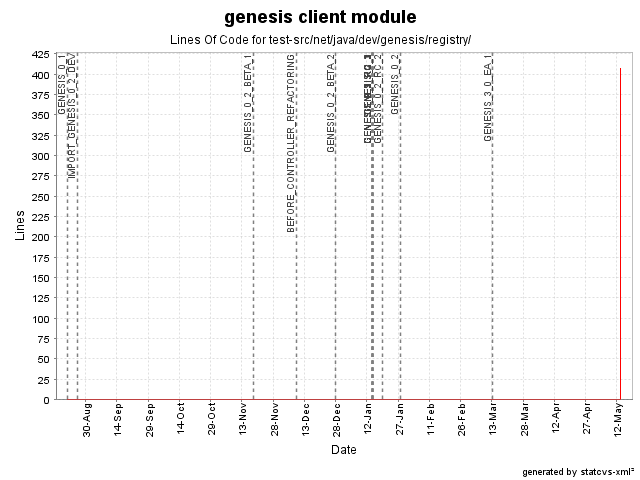 genesis client module
Lines Of Code for test-src/net/java/dev/genesis/registry/
Lines
425
400
375
350
325
300
275
250
225
200
175
150
125
100
75
50
25
0
GENESIS_0_1
IMPORT_GENESIS_0_2_DEV
GENESIS_0_2_BETA_1
BEFORE_CONTROLLER_REFACTORING
GENESIS_0_2_BETA_2
GENESIS_0_2_RC_2
GENESIS_0_2
GENESIS_3_0_EA_1
30-Aug
14-Sep
29-Sep
14-Oct
29-Oct
13-Nov
28-Nov
13-Dec
28-Dec
12-Jan
27-Jan
11-Feb
26-Feb
13-Mar
28-Mar
12-Apr
27-Apr
12-May
Date
generated by statcvs-xml²